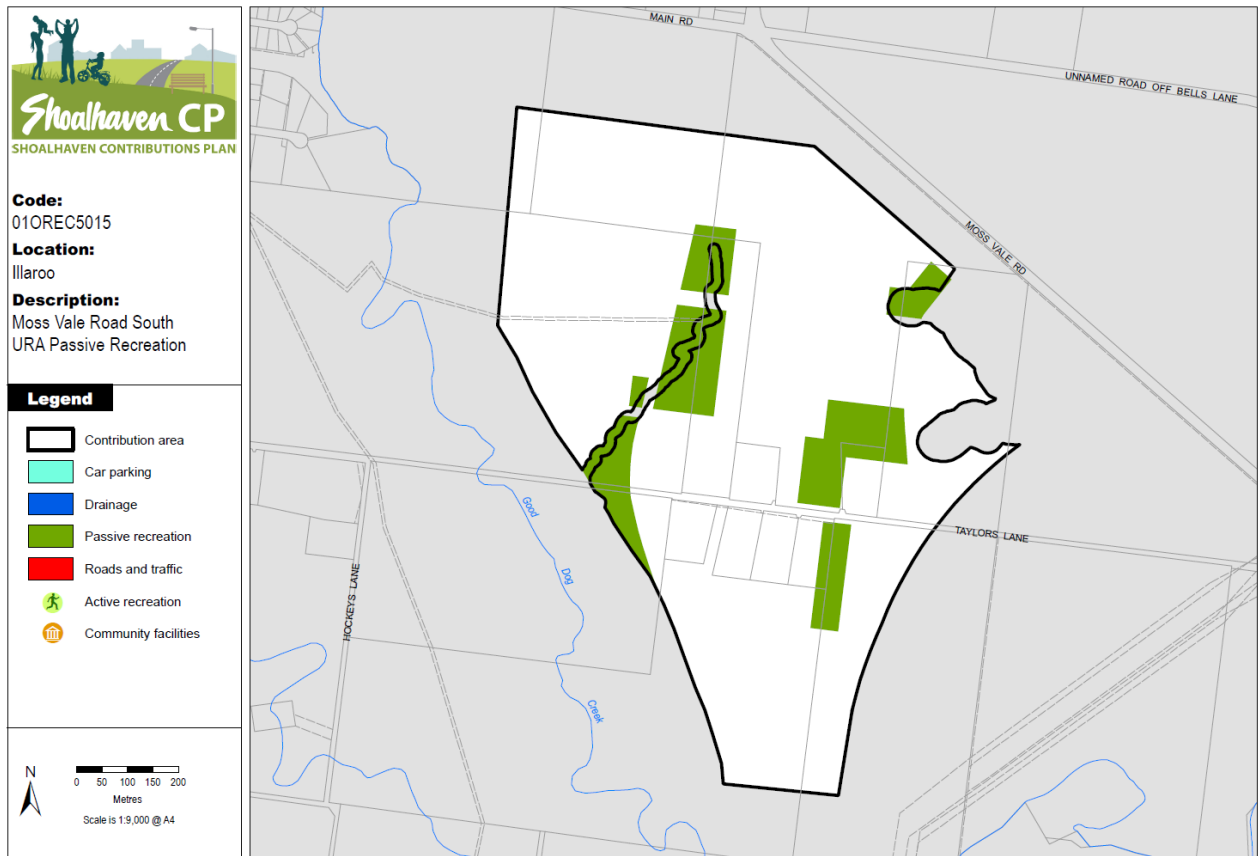 Shoalhaven CP
SHOALHAVEN CONTRIBUTIONS PLAN
Code:
01OREC5015
Location:
Illaroo
Description:
Moss Vale Road South
URA Passive Recreation
Legend
Contribution area
Car parking
Drainage
Passive recreation
Roads and traffic
Active recreation
Community facilities
N
0 50 100 150 200
Metres
Scale is 1:9,000 @ A4
MAIN RD
UNNAMED ROAD OFF BELLS LANE
MOSS VALE RD
TAYLORS LANE
HOCKEYS LANE
Good
Dog
Creek